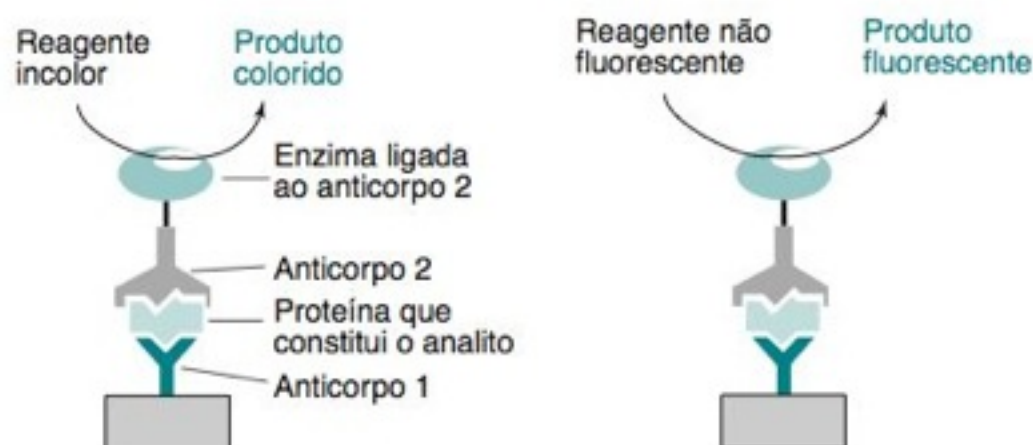 Reagente
incolor
Produto
colorido
Enzima ligada
ao anticorpo 2
Anticorpo 2
Proteína que
constitui o analito
Anticorpo 1
Reagente não
fluorescente
Produto
fluorescente